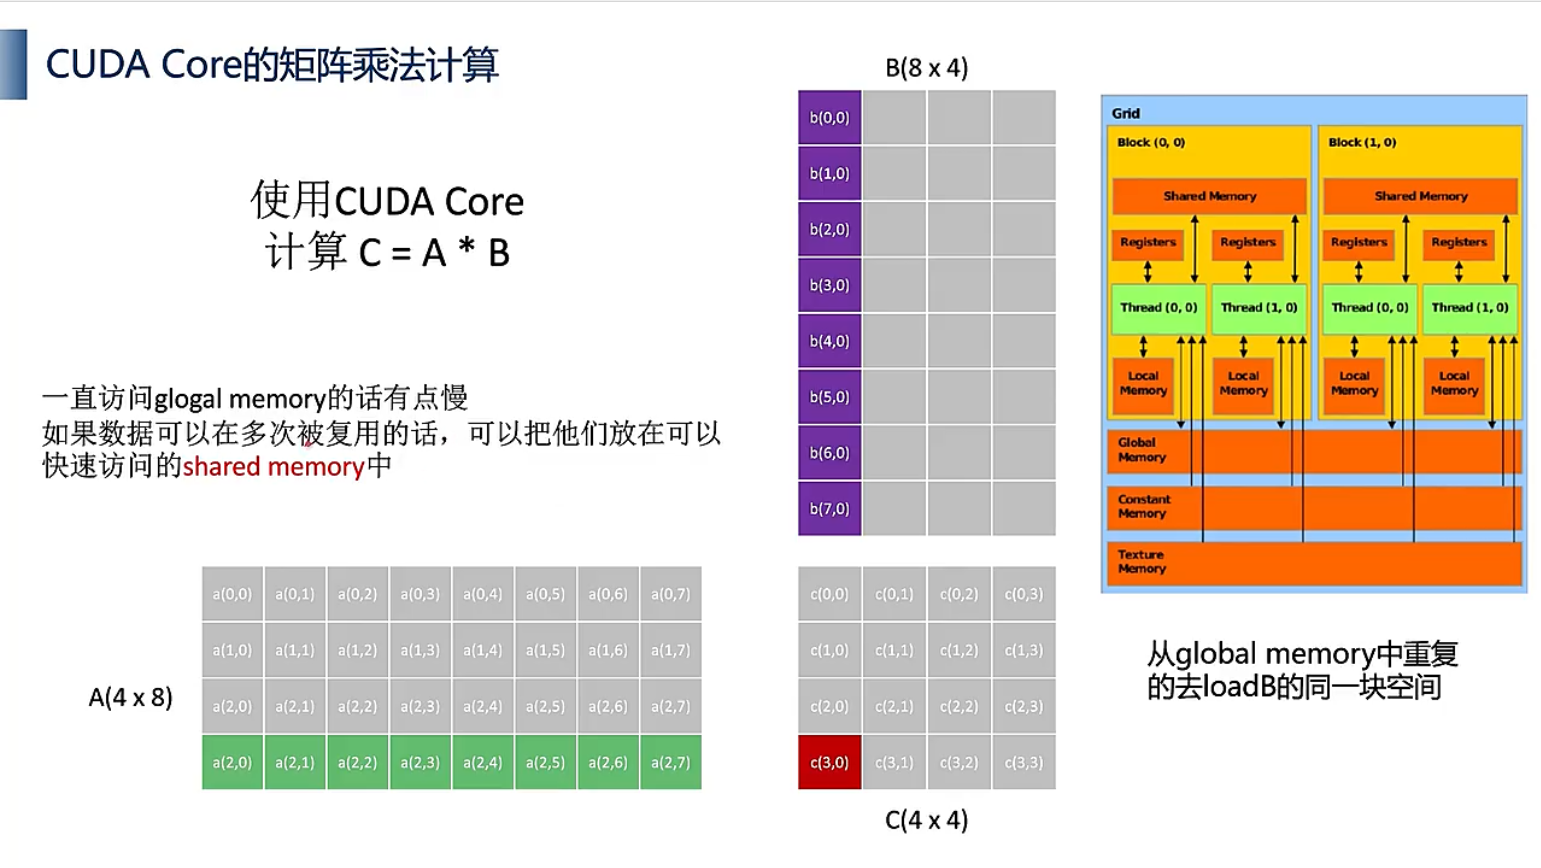 CUDA Core的矩阵乘法计算
使用CUDA Core
计算 C = A * B
一直访问glogal memory的话有点慢
如果数据可以在多次被复用的话，可以把他们放在可以
快速访问的shared memory中
B(8 x 4)
b(0,0)
b(1,0)
b(2,0)
b(3,0)
b(4,0)
b(5,0)
b(6,0)
b(7,0)
A(4 x 8)
a(0,0) a(0,1) a(0,2) a(0,3) a(0,4) a(0,5) a(0,6) a(0,7)
a(1,0) a(1,1) a(1,2) a(1,3) a(1,4) a(1,5) a(1,6) a(1,7)
a(2,0) a(2,1) a(2,2) a(2,3) a(2,4) a(2,5) a(2,6) a(2,7)
a(2,0) a(2,1) a(2,2) a(2,3) a(2,4) a(2,5) a(2,6) a(2,7)
c(0,0) c(0,1) c(0,2) c(0,3)
c(1,0) c(1,1) c(1,2) c(1,3)
c(2,0) c(2,1) c(2,2) c(2,3)
c(3,0) c(3,1) c(3,2) c(3,3)
C(4 x 4)
Grid
Block (0, 0) Block (1, 0)
Shared Memory Shared Memory
Registers Registers Registers Registers
Thread (0, 0) Thread (1, 0) Thread (0, 0) Thread (1, 0)
Local Local Local Local
Memory Memory Memory Memory
Global
Memory
Constant
Memory
Texture
Memory
从global memory中重复
的去loadB的同一块空间